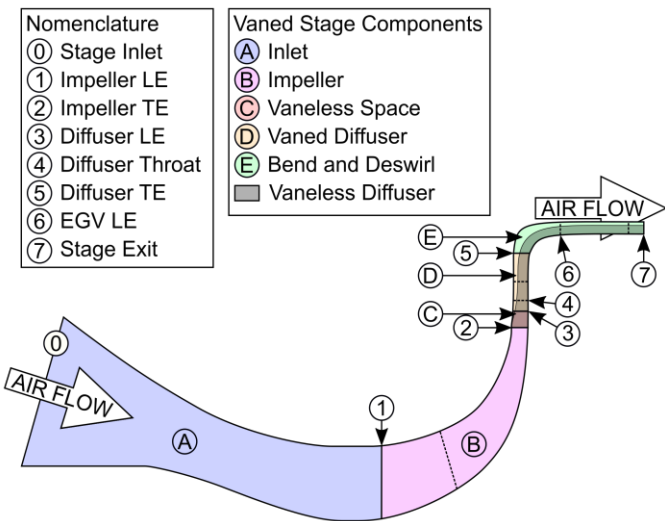 Nomenclature
0 Stage Inlet
1 Impeller LE
2 Impeller TE
3 Diffuser LE
4 Diffuser Throat
5 Diffuser TE
6 EGV LE
7 Stage Exit
Vaned Stage Components
A Inlet
B Impeller
C Vaneless Space
D Vaned Diffuser
E Bend and Deswirl
Vaneless Diffuser
AIR FLOW
E
5
D
C
2
6
7
4
3
0
AIR FLOW
1
A
B